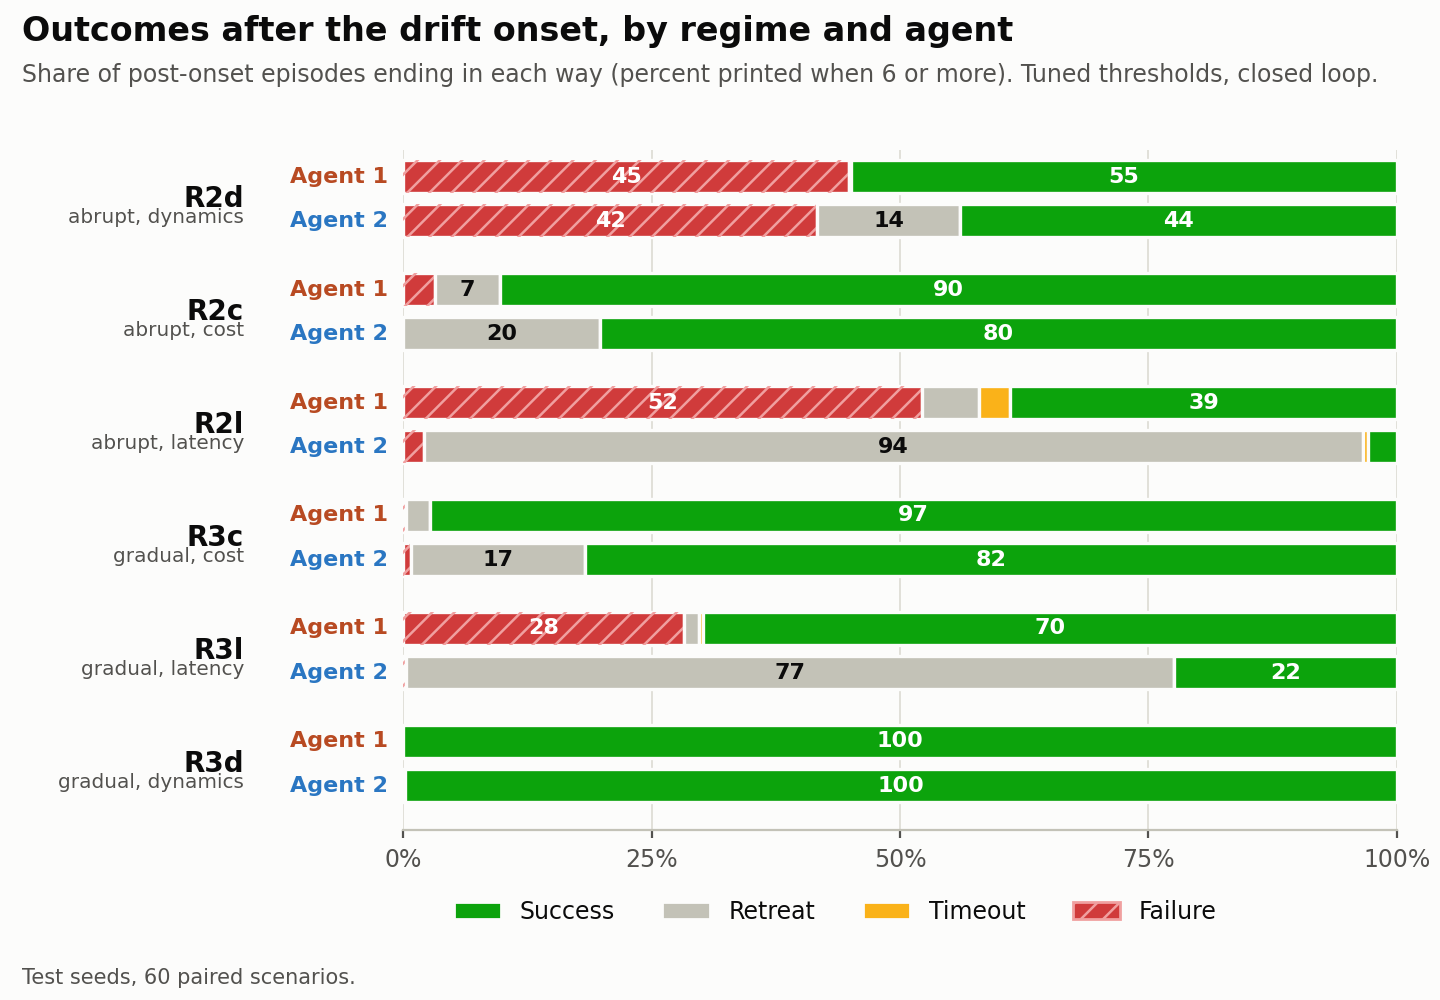 Outcomes after the drift onset, by regime and agent
Share of post-onset episodes ending in each way (percent printed when 6 or more). Tuned thresholds, closed loop.
R2d
abrupt, dynamics
Agent 1 45 55
Agent 2 42 14 44
R2c
abrupt, cost
Agent 1 7 90
Agent 2 20 80
R2l
abrupt, latency
Agent 1 52 39
Agent 2 94
R3c
gradual, cost
Agent 1 97
Agent 2 17 82
R3l
gradual, latency
Agent 1 28 70
Agent 2 77 22
R3d
gradual, dynamics
Agent 1 100
Agent 2 100
0% 25% 50% 75% 100%
Success Retreat Timeout Failure
Test seeds, 60 paired scenarios.